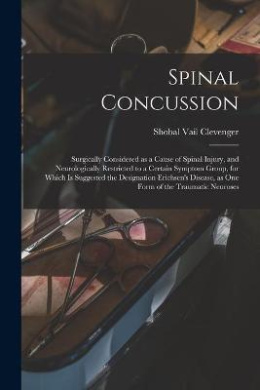 SPINAL
CONCUSSION
Shobal Vail Clevenger
Surgically Considered as a Cause of Spinal Injury, and
Neurologically Restricted to a Certain Symptom Group, for
Which Is Suggested the Designation Erichsen's Disease, as One
Form of the Traumatic Neuroses